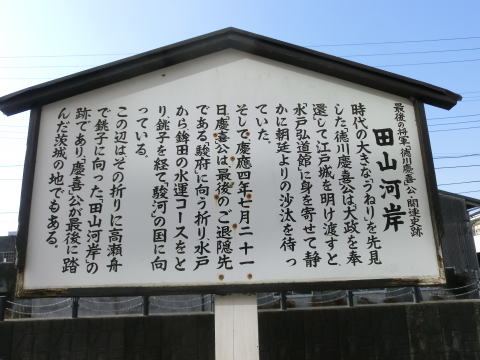 最後の将軍「徳川慶喜公」関連史跡
田山河岸
時代の大きな「うねり」を先見
した「徳川慶喜公」は「大政を奉
還して江戸城を明け渡すと
水戸弘道館」に身を寄せて静
かに朝廷よりの沙汰を待っ
ていた。
そして慶應四年七月二十一
日「慶喜公」は最後の「ご退隠先
である駿府」に向う折り、水戸
から鉾田の水運コースをと
り銚子を経て駿河の国に向
っている。
この辺はその折りに高瀬舟
で銚子に向った「田山河岸」の
跡であり「慶喜」公が最後に踏
んだ茨城の地でもある。